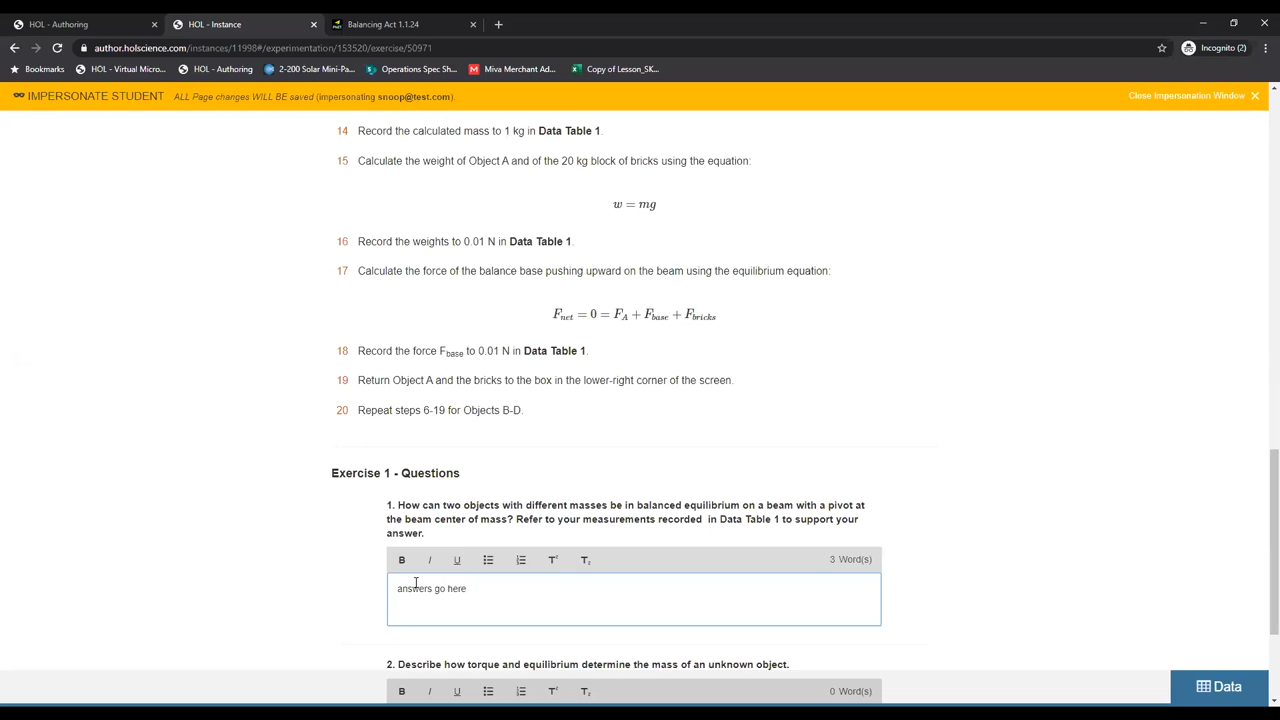 HOL - Authoring
HOL - Instance
Balancing Act 1.1.24
author.holscience.com/instances/11998#/experimentation/153520/exercise/50971
Incognito (2)
Bookmarks
HOL - Virtual Micro...
HOL - Authoring
2-200 Solar Mini-Pa...
Operations Spec Sh...
Miva Merchant Ad...
Copy of Lesson_SK...
IMPERSONATE STUDENT ALL Page changes WILL BE saved (impersonating snoop@test.com).
Close Impersonation Window
14 Record the calculated mass to 1 kg in Data Table 1.
15 Calculate the weight of Object A and of the 20 kg block of bricks using the equation:
w = mg
16 Record the weights to 0.01 N in Data Table 1.
17 Calculate the force of the balance base pushing upward on the beam using the equilibrium equation:
F_net = 0 = F_A + F_base + F_bricks
18 Record the force F_base to 0.01 N in Data Table 1.
19 Return Object A and the bricks to the box in the lower-right corner of the screen.
20 Repeat steps 6-19 for Objects B-D.
Exercise 1 - Questions
1. How can two objects with different masses be in balanced equilibrium on a beam with a pivot at
the beam center of mass? Refer to your measurements recorded in Data Table 1 to support your
answer.
B I U T T 3 Word(s)
answers go here
2. Describe how torque and equilibrium determine the mass of an unknown object.
B I U T T 0 Word(s)
Data